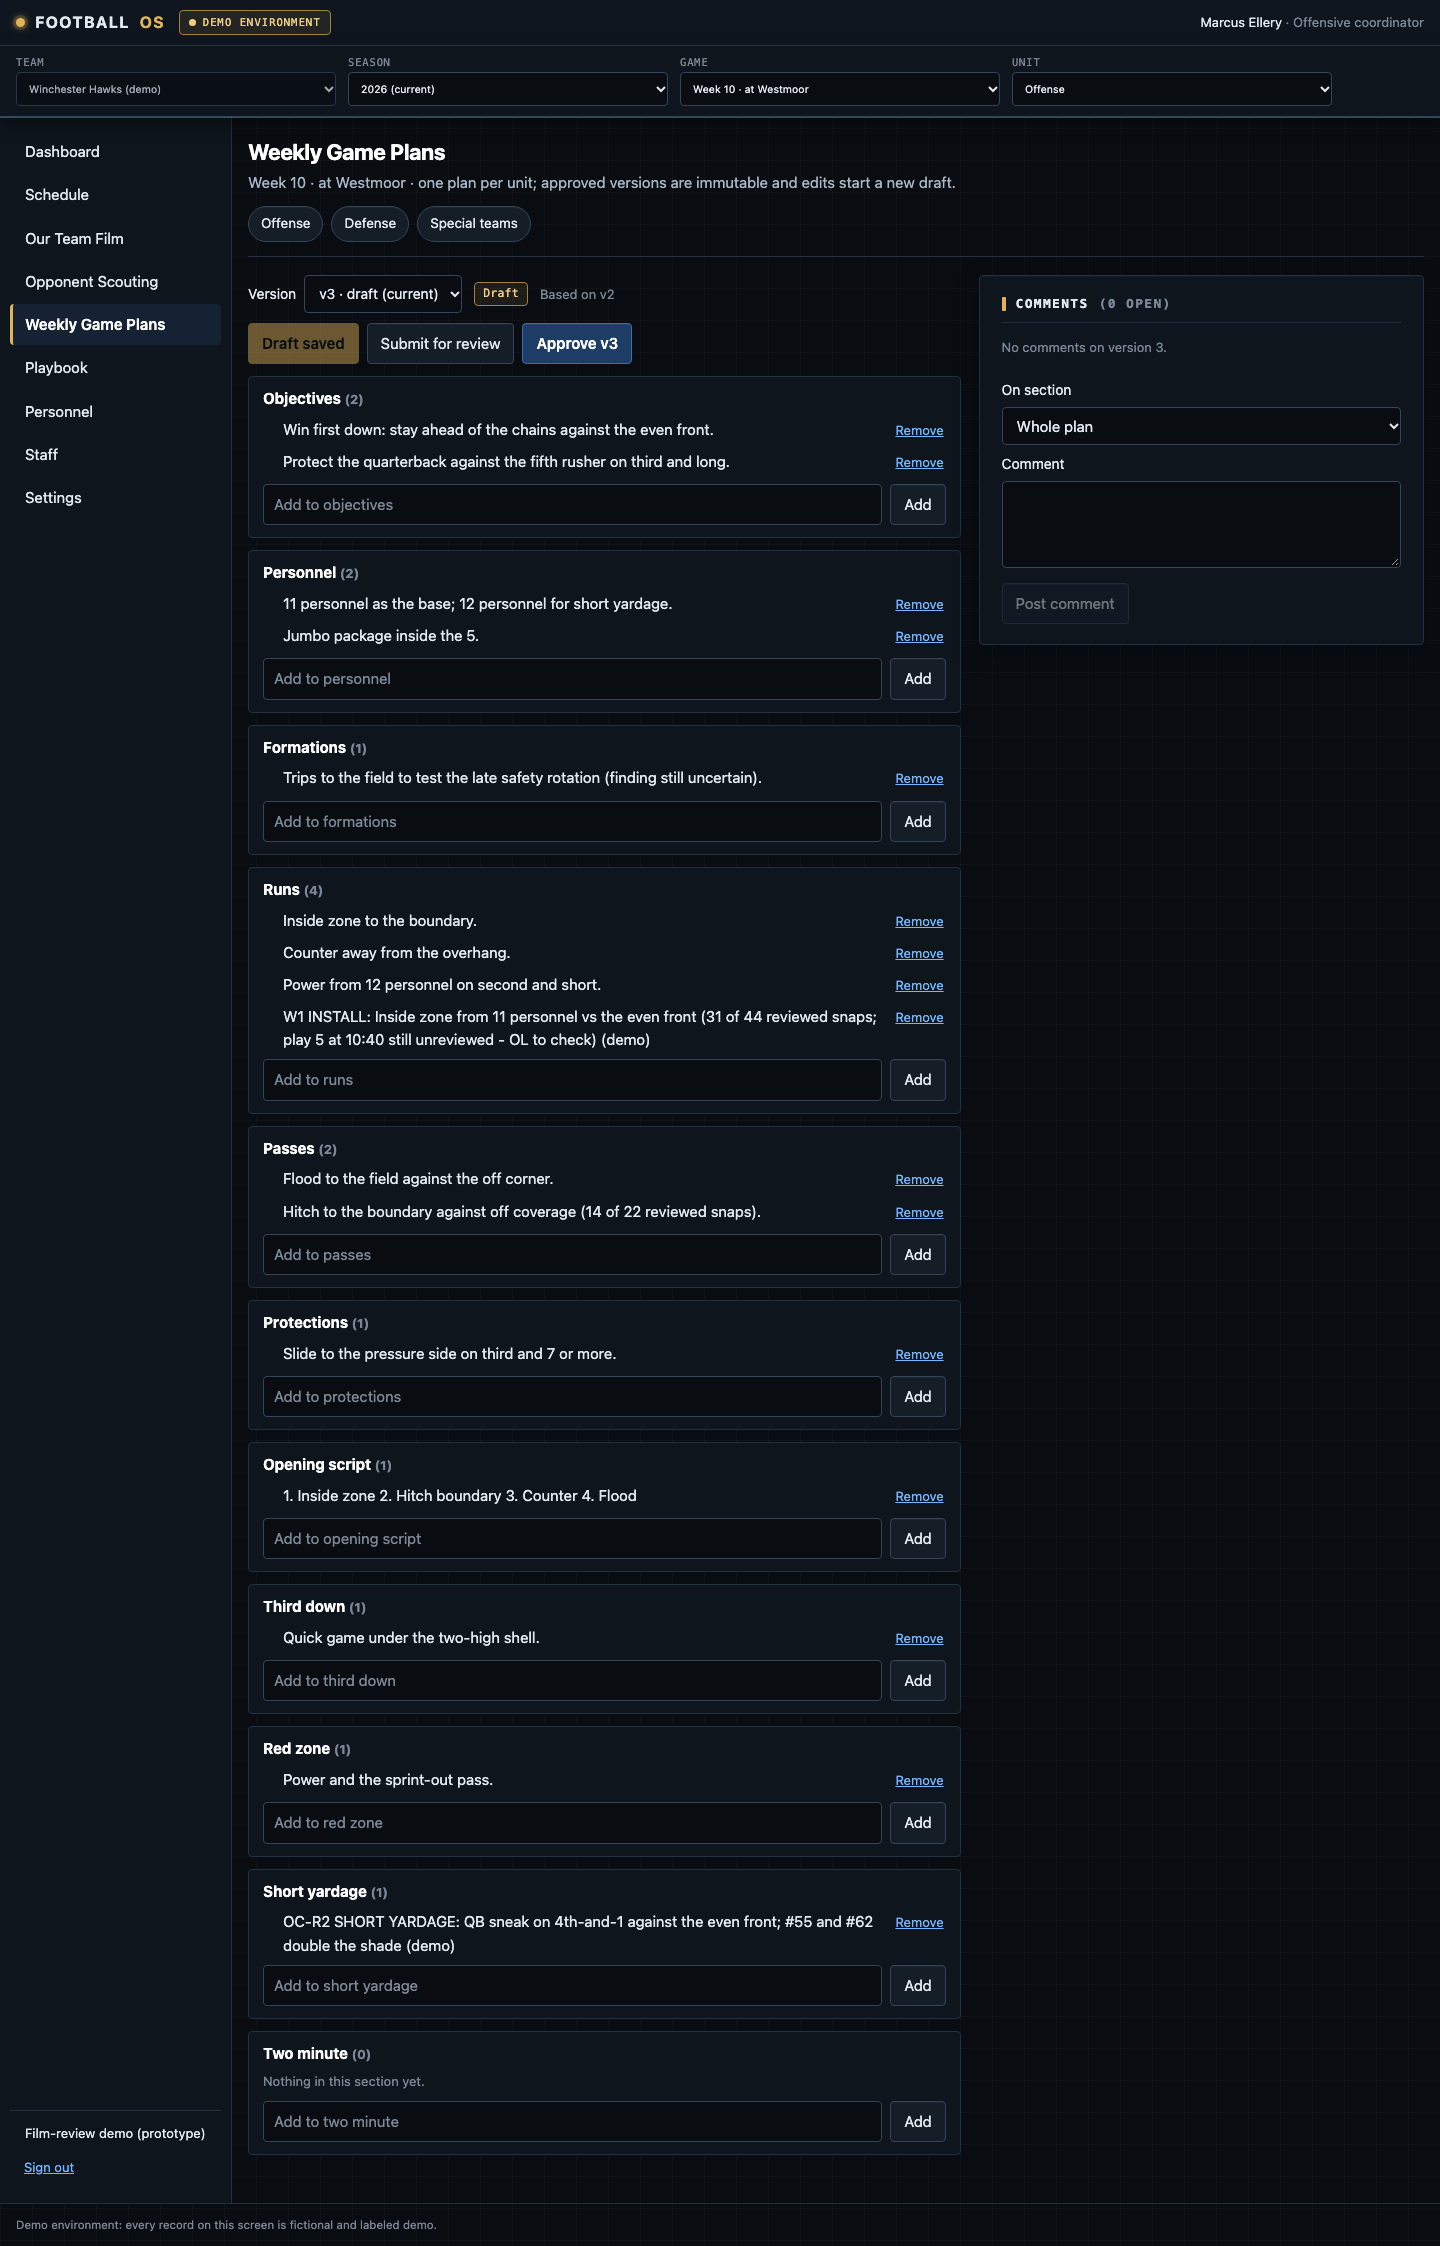 FOOTBALL OS
DEMO ENVIRONMENT
Marcus Ellery · Offensive coordinator
TEAM
Winchester Hawks (demo)
SEASON
2026 (current)
GAME
Week 10 · at Westmoor
UNIT
Offense
Dashboard
Schedule
Our Team Film
Opponent Scouting
Weekly Game Plans
Playbook
Personnel
Staff
Settings
Film-review demo (prototype)
Sign out
Weekly Game Plans
Week 10 · at Westmoor · one plan per unit; approved versions are immutable and edits start a new draft.
Offense
Defense
Special teams
Version
v3 · draft (current)
Draft
Based on v2
Draft saved
Submit for review
Approve v3
Objectives (2)
Win first down: stay ahead of the chains against the even front.
Remove
Protect the quarterback against the fifth rusher on third and long.
Remove
Add to objectives
Add
Personnel (2)
11 personnel as the base; 12 personnel for short yardage.
Remove
Jumbo package inside the 5.
Remove
Add to personnel
Add
Formations (1)
Trips to the field to test the late safety rotation (finding still uncertain).
Remove
Add to formations
Add
Runs (4)
Inside zone to the boundary.
Remove
Counter away from the overhang.
Remove
Power from 12 personnel on second and short.
Remove
W1 INSTALL: Inside zone from 11 personnel vs the even front (31 of 44 reviewed snaps;
play 5 at 10:40 still unreviewed - OL to check) (demo)
Remove
Add to runs
Add
Passes (2)
Flood to the field against the off corner.
Remove
Hitch to the boundary against off coverage (14 of 22 reviewed snaps).
Remove
Add to passes
Add
Protections (1)
Slide to the pressure side on third and 7 or more.
Remove
Add to protections
Add
Opening script (1)
1. Inside zone 2. Hitch boundary 3. Counter 4. Flood
Remove
Add to opening script
Add
Third down (1)
Quick game under the two-high shell.
Remove
Add to third down
Add
Red zone (1)
Power and the sprint-out pass.
Remove
Add to red zone
Add
Short yardage (1)
OC-R2 SHORT YARDAGE: QB sneak on 4th-and-1 against the even front; #55 and #62
double the shade (demo)
Remove
Add to short yardage
Add
Two minute (0)
Nothing in this section yet.
Add to two minute
Add
COMMENTS (0 OPEN)
No comments on version 3.
On section
Whole plan
Comment
Post comment
Demo environment: every record on this screen is fictional and labeled demo.